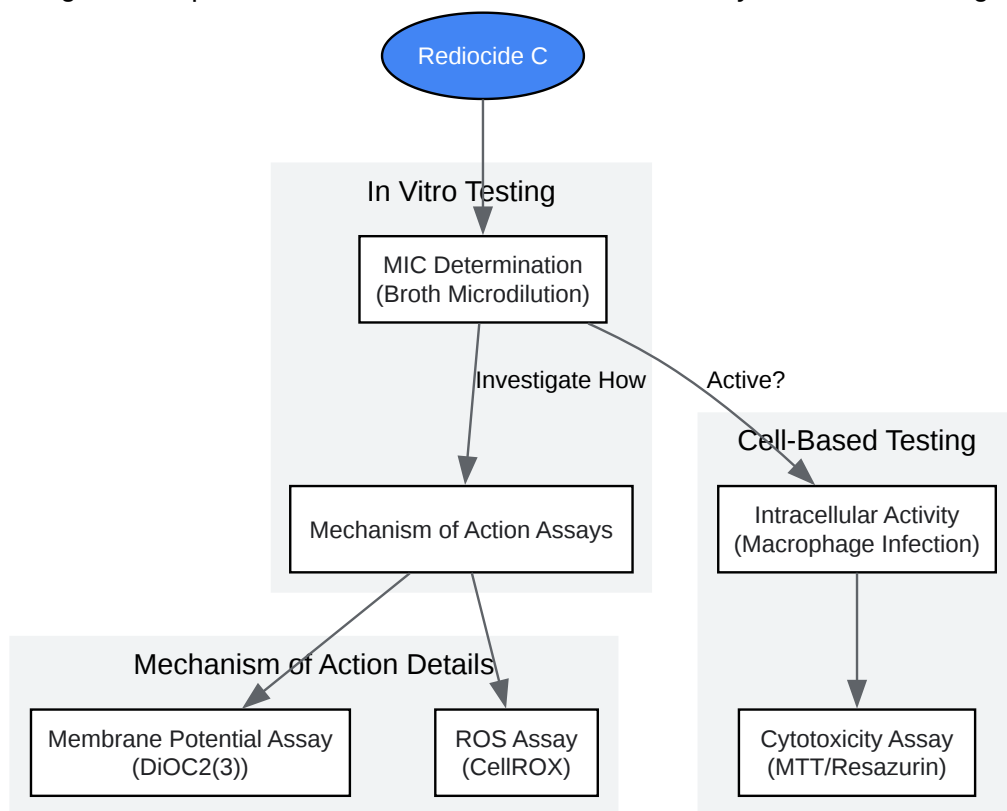 Rediocide C
In Vitro Testing
MIC Determination
(Broth Microdilution)
Investigate How
Active?
Cell-Based Testing
Mechanism of Action Assays
Intracellular Activity
(Macrophage Infection)
Mechanism of Action Details
Membrane Potential Assay
(DiOC2(3))
ROS Assay
(CellROX)
Cytotoxicity Assay
(MTT/Resazurin)